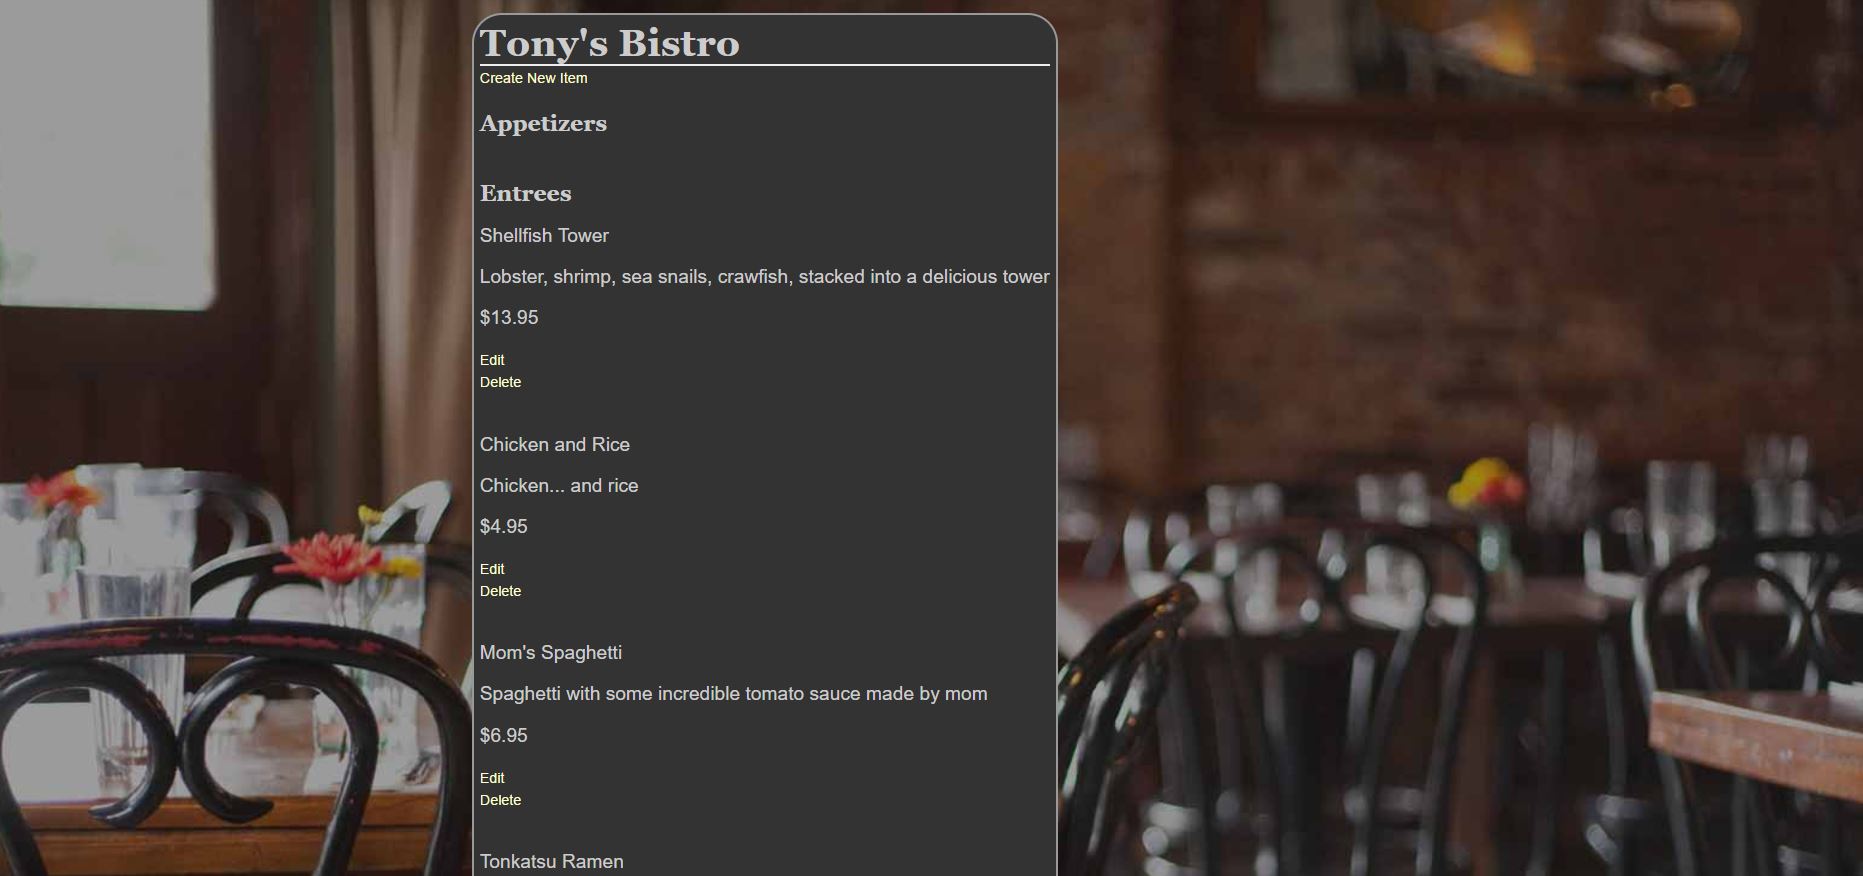 Tony's Bistro
Create New Item
Appetizers
Entrees
Shellfish Tower
Lobster, shrimp, sea snails, crawfish, stacked into a delicious tower
$13.95
Edit
Delete
Chicken and Rice
Chicken... and rice
$4.95
Edit
Delete
Mom's Spaghetti
Spaghetti with some incredible tomato sauce made by mom
$6.95
Edit
Delete
Tonkatsu Ramen